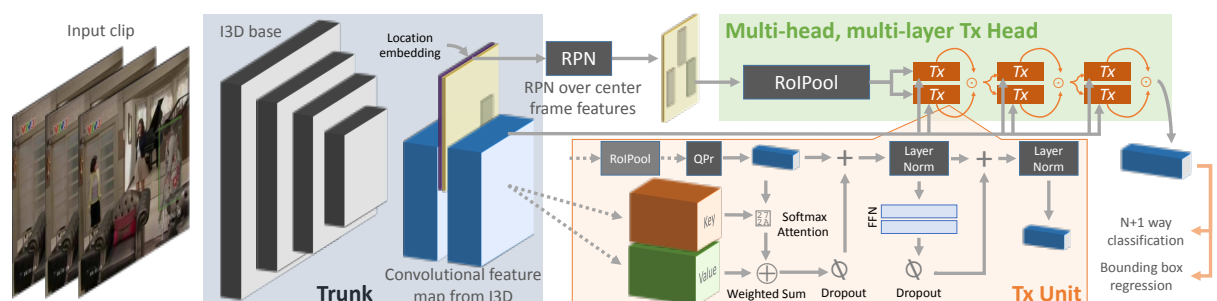 Input clip
I3D base
Location
embedding
RPN
RPN over center
frame features
Multi-head, multi-layer Tx Head
RoIPool
Tx
Tx
Tx
Tx
Tx
Tx
Convolutional feature
map from I3D
Trunk
RoIPool
QPr
Layer
Norm
Layer
Norm
Key
Softmax
Attention
FFN
Value
Weighted Sum
Dropout
Dropout
Tx Unit
N+1 way
classification
Bounding box
regression